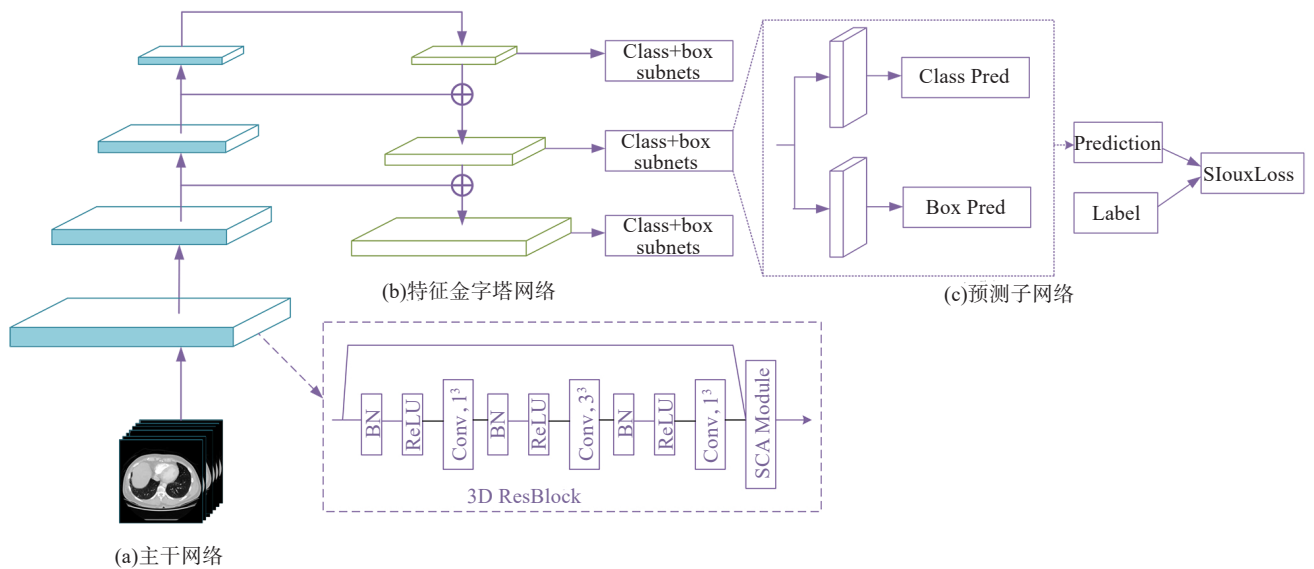 Class+box
subnets
Class+box
subnets
Class+box
subnets
Class Pred
Box Pred
Prediction
Label
SIouxLoss
(b)特征金字塔网络
(c)预测子网络
BN
ReLU
Conv, 1³
BN
ReLU
Conv, 3³
BN
ReLU
Conv, 1³
SCA Module
3D ResBlock
(a)主干网络